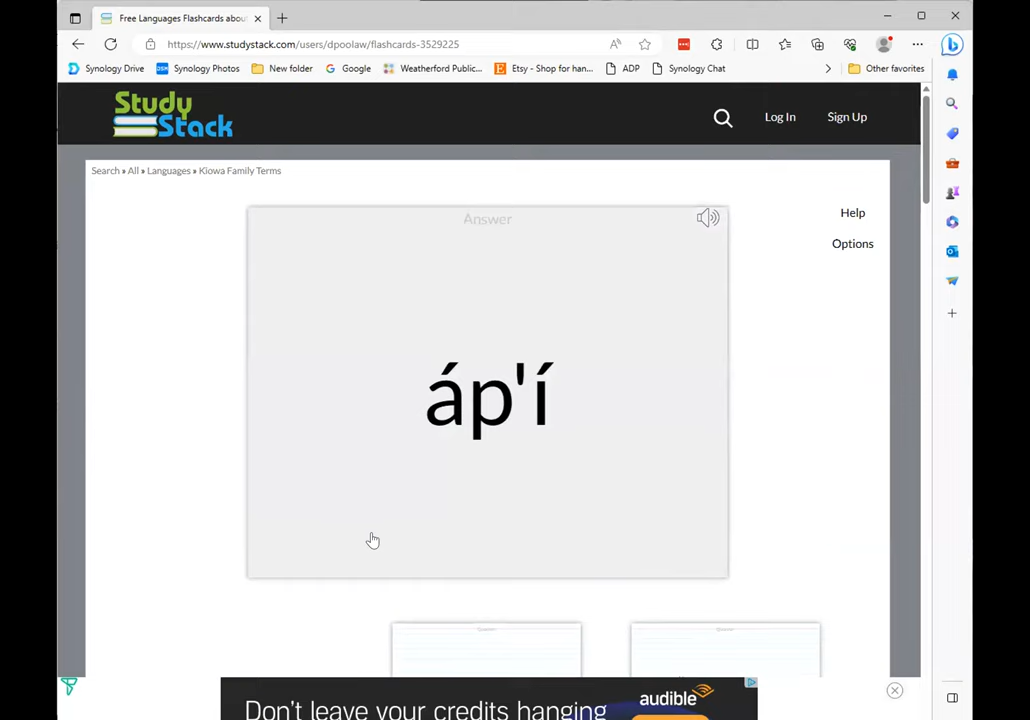 Free Languages Flashcards abou
https://www.studystack.com/users/dpoolaw/flashcards-3529225
Synology Drive
DSM
Synology Photos
New folder
Google
Weatherford Public...
Etsy - Shop for han...
ADP
Synology Chat
Other favorites
Study
Stack
Log In
Sign Up
Search » All » Languages » Kiowa Family Terms
Answer
Help
Options
áp'í
Don't leave your credits hanging
audible